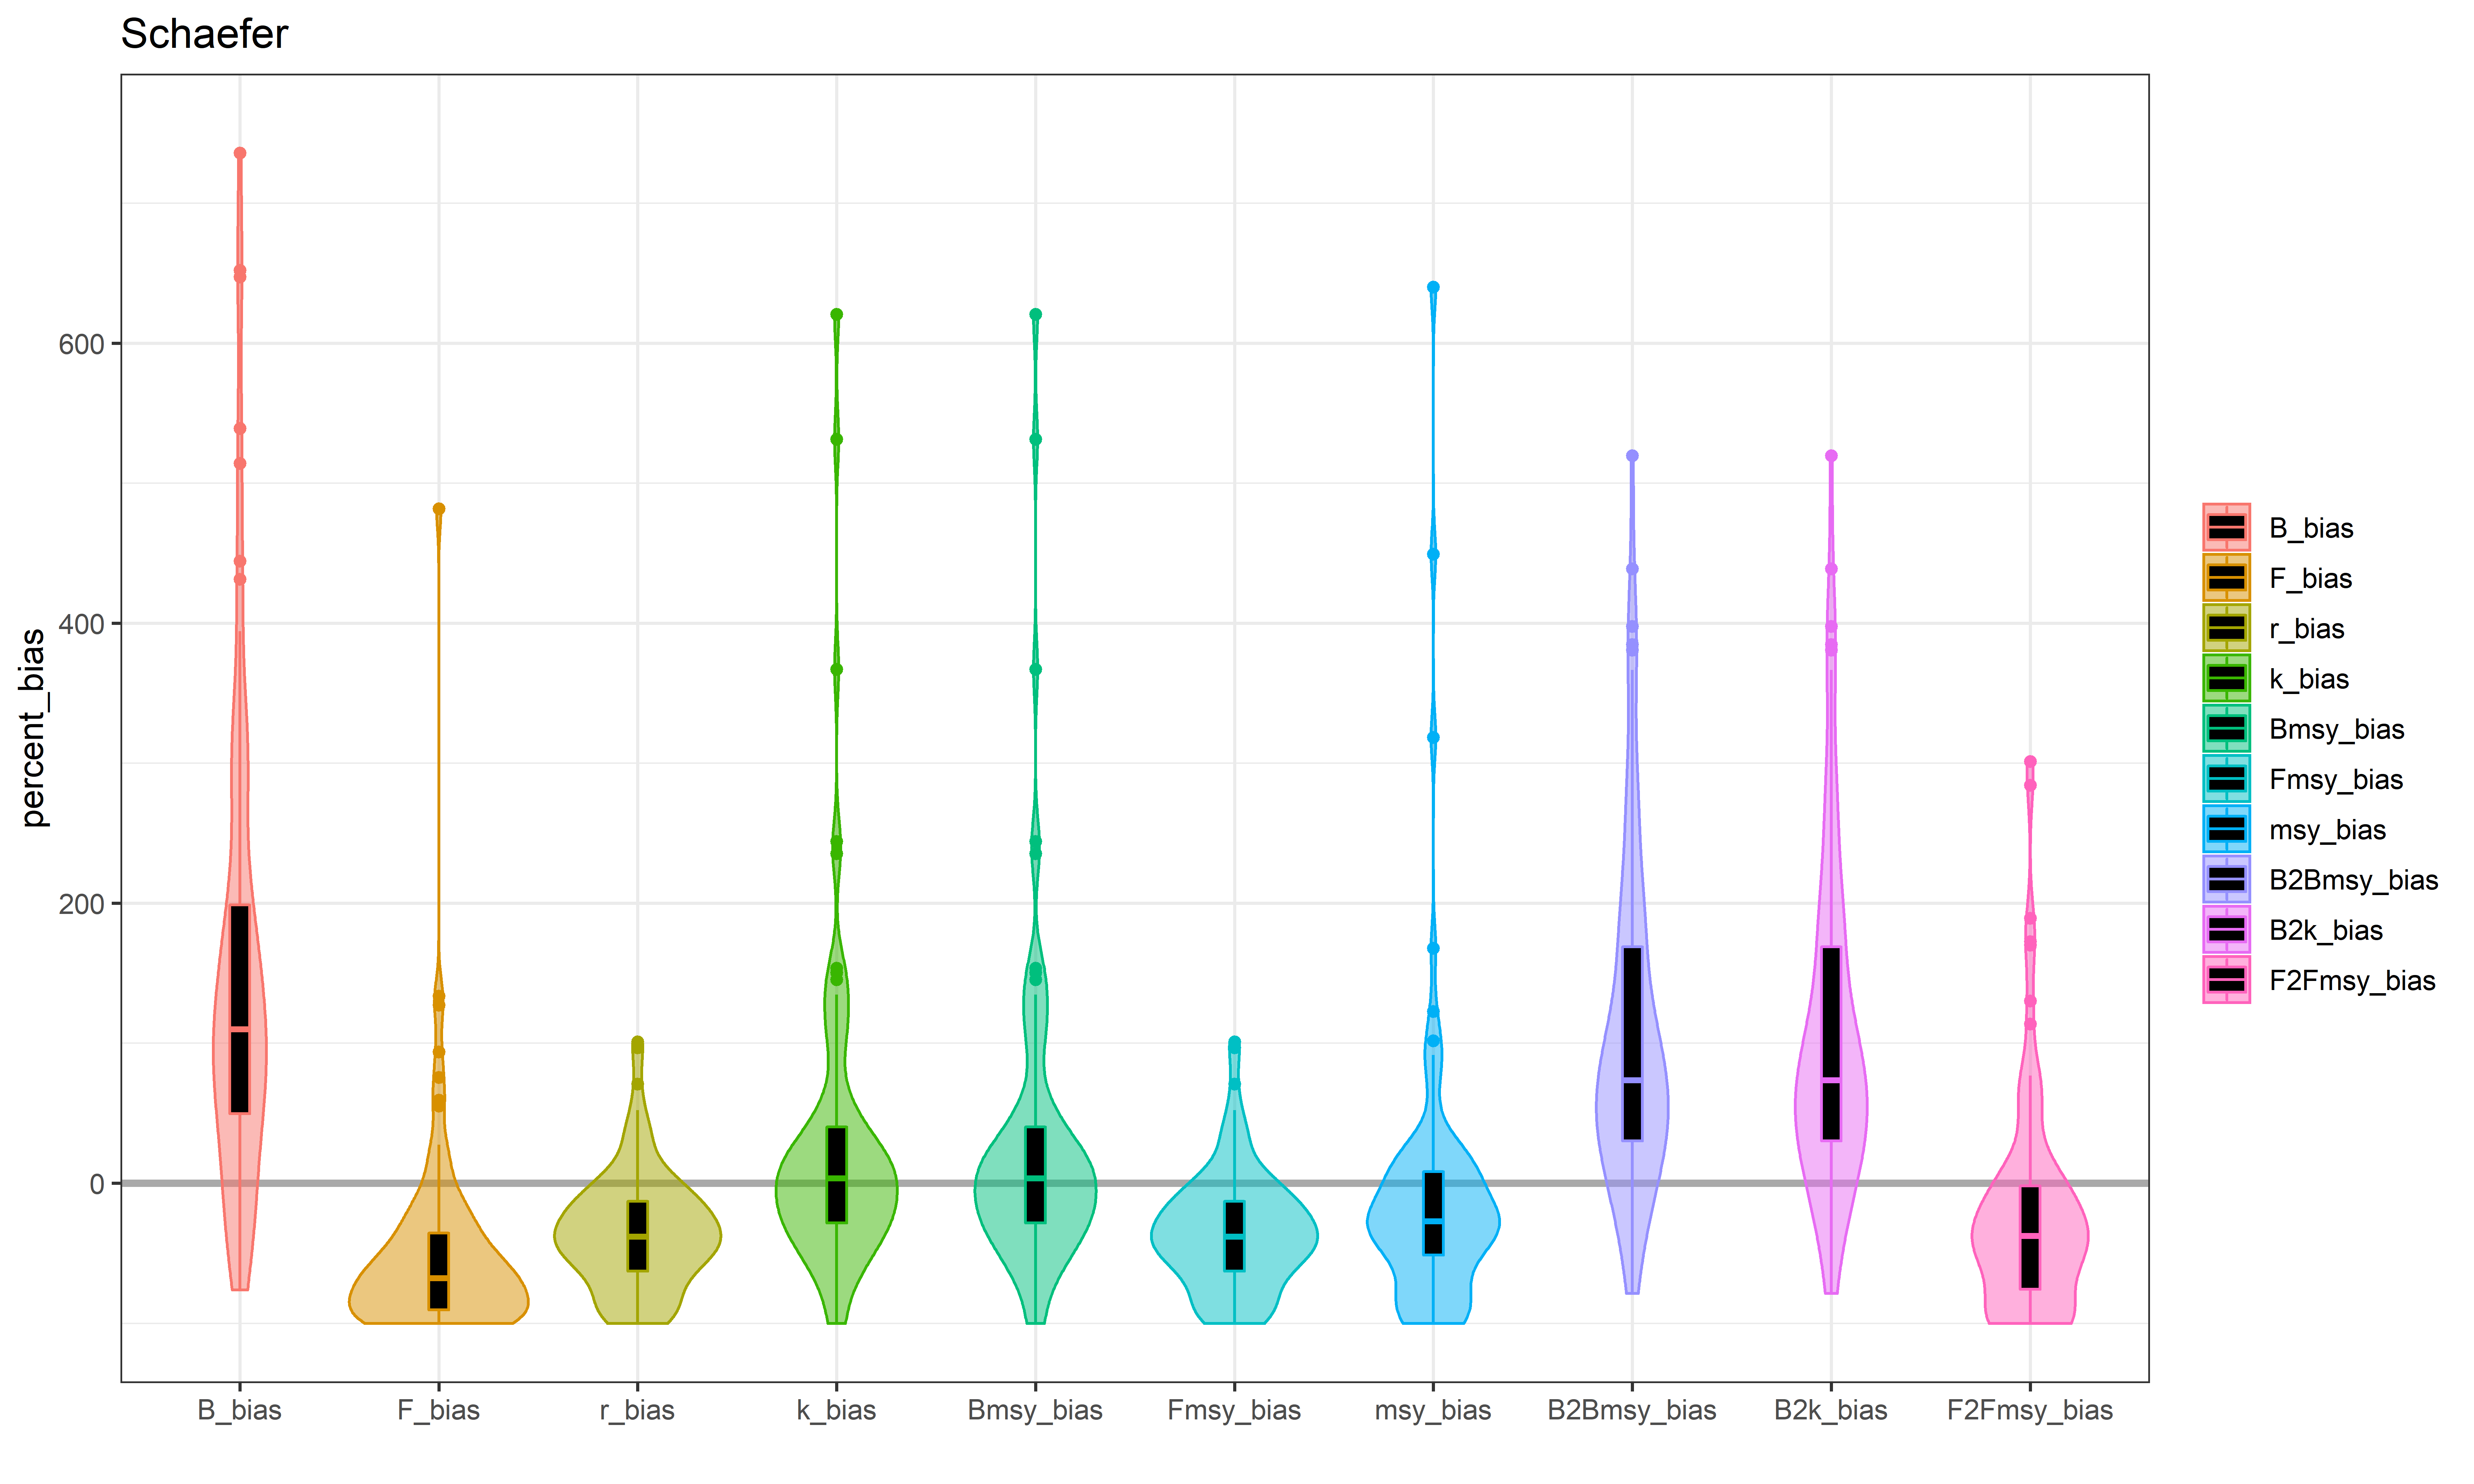 Schaefer
percent_bias
600
400
200
0
B_bias
F_bias
r_bias
k_bias
Bmsy_bias
Fmsy_bias
msy_bias
B2Bmsy_bias
B2k_bias
F2Fmsy_bias
B_bias
F_bias
r_bias
k_bias
Bmsy_bias
Fmsy_bias
msy_bias
B2Bmsy_bias
B2k_bias
F2Fmsy_bias